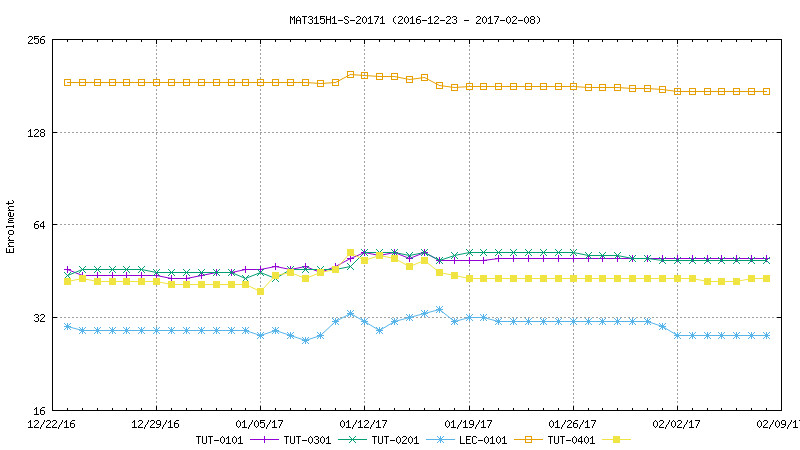 MAT315H1-S-20171 (2016-12-23 - 2017-02-08)
256
128
64
32
16
Enrolment
12/22/16 12/29/16 01/05/17 01/12/17 01/19/17 01/26/17 02/02/17 02/09/1
TUT-0101 TUT-0301 TUT-0201 LEC-0101 TUT-0401